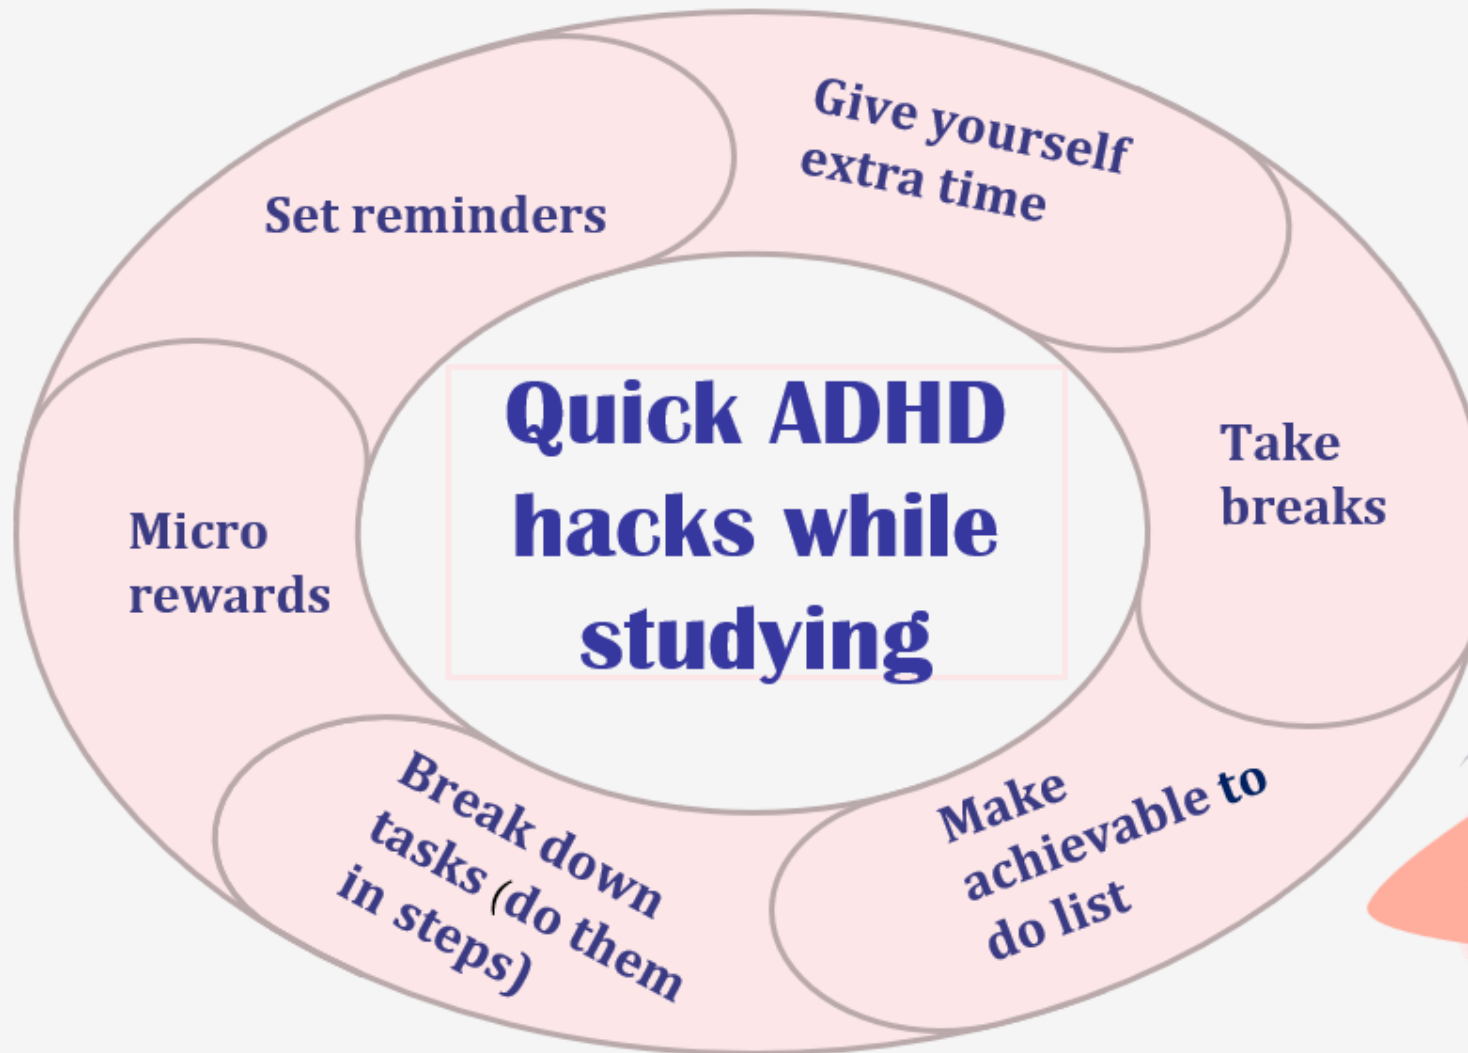 Quick ADHD
hacks while
studying
Give yourself
extra time
Take
breaks
Make
achievable to
do list
Break down
tasks (do them
in steps)
Micro
rewards
Set reminders